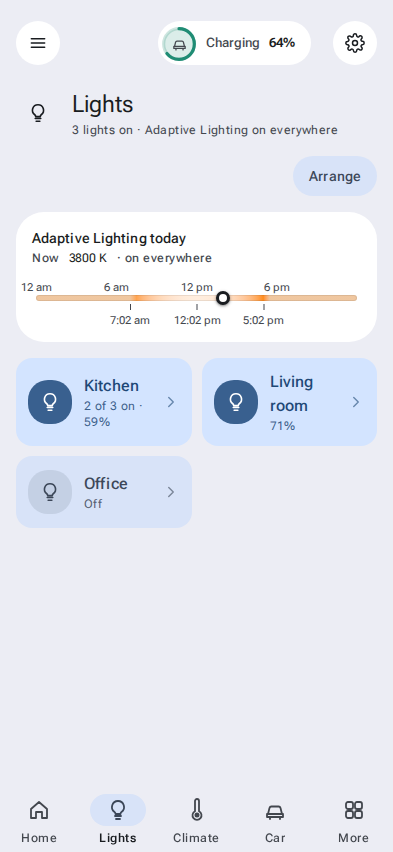 Charging 64%
Lights
3 lights on · Adaptive Lighting on everywhere
Arrange
Adaptive Lighting today
Now 3800 K · on everywhere
12 am 6 am 12 pm 6 pm
7:02 am 12:02 pm 5:02 pm
Kitchen
2 of 3 on ·
59%
Living
room
71%
Office
Off
Home Lights Climate Car More